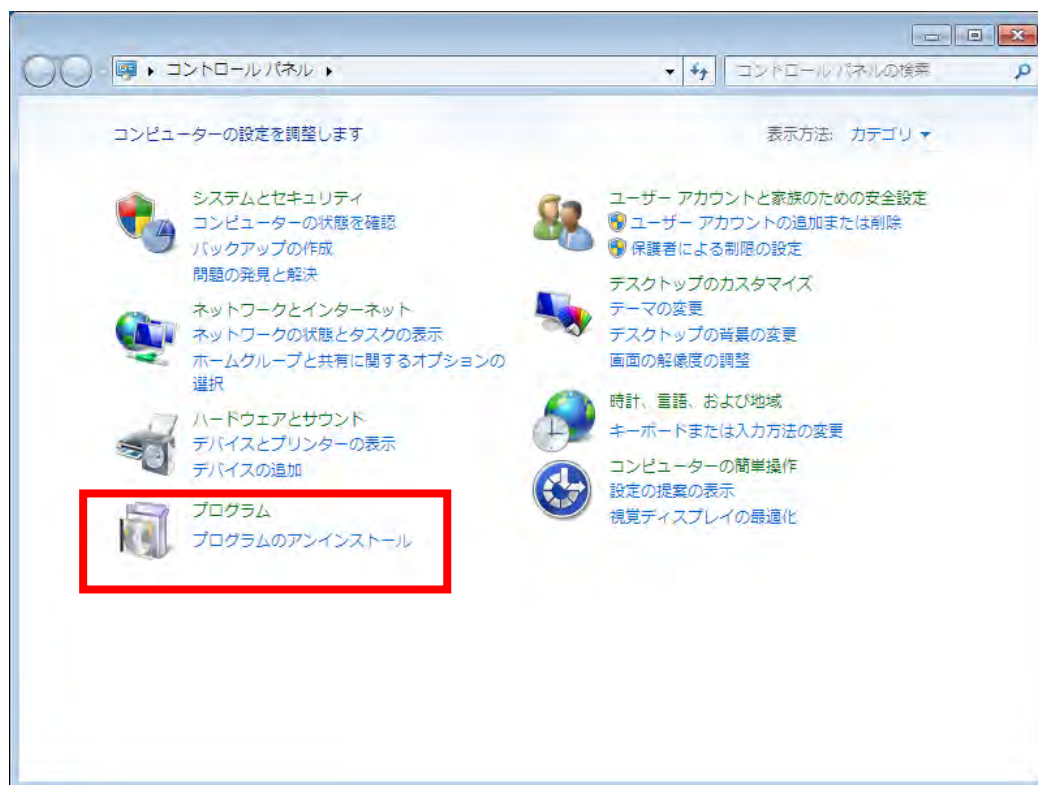 コントロール パネル
コントロール パネルの検索
コンピューターの設定を調整します
表示方法: カテゴリ
システムとセキュリティ
コンピューターの状態を確認
バックアップの作成
問題の発見と解決
ネットワークとインターネット
ネットワークの状態とタスクの表示
ホームグループと共有に関するオプションの
選択
ハードウェアとサウンド
デバイスとプリンターの表示
デバイスの追加
プログラム
プログラムのアンインストール
ユーザー アカウントと家族のための安全設定
ユーザー アカウントの追加または削除
保護者による制限の設定
デスクトップのカスタマイズ
テーマの変更
デスクトップの背景の変更
画面の解像度の調整
時計、言語、および地域
キーボードまたは入力方法の変更
コンピューターの簡単操作
設定の提案の表示
視覚ディスプレイの最適化